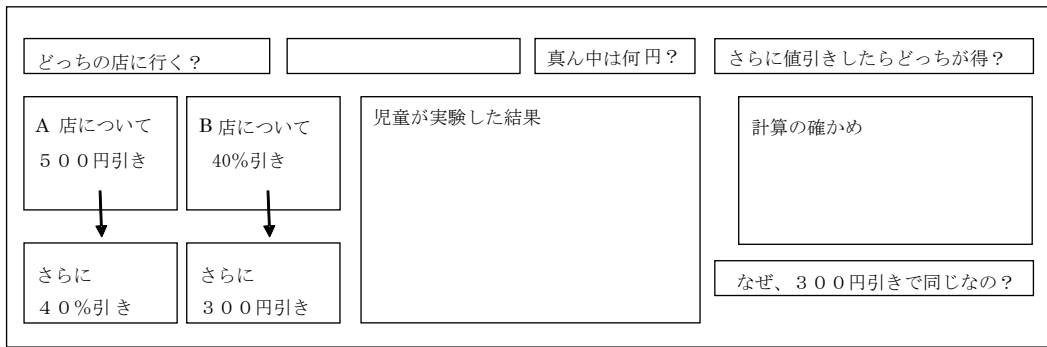 どっちの店に行く？
真ん中は何円？
さらに値引きしたらどっちが得？
A 店について
５００円引き
B 店について
40%引き
児童が実験した結果
計算の確かめ
さらに
４０％引き
さらに
３００円引き
なぜ、３００円引きで同じなの？